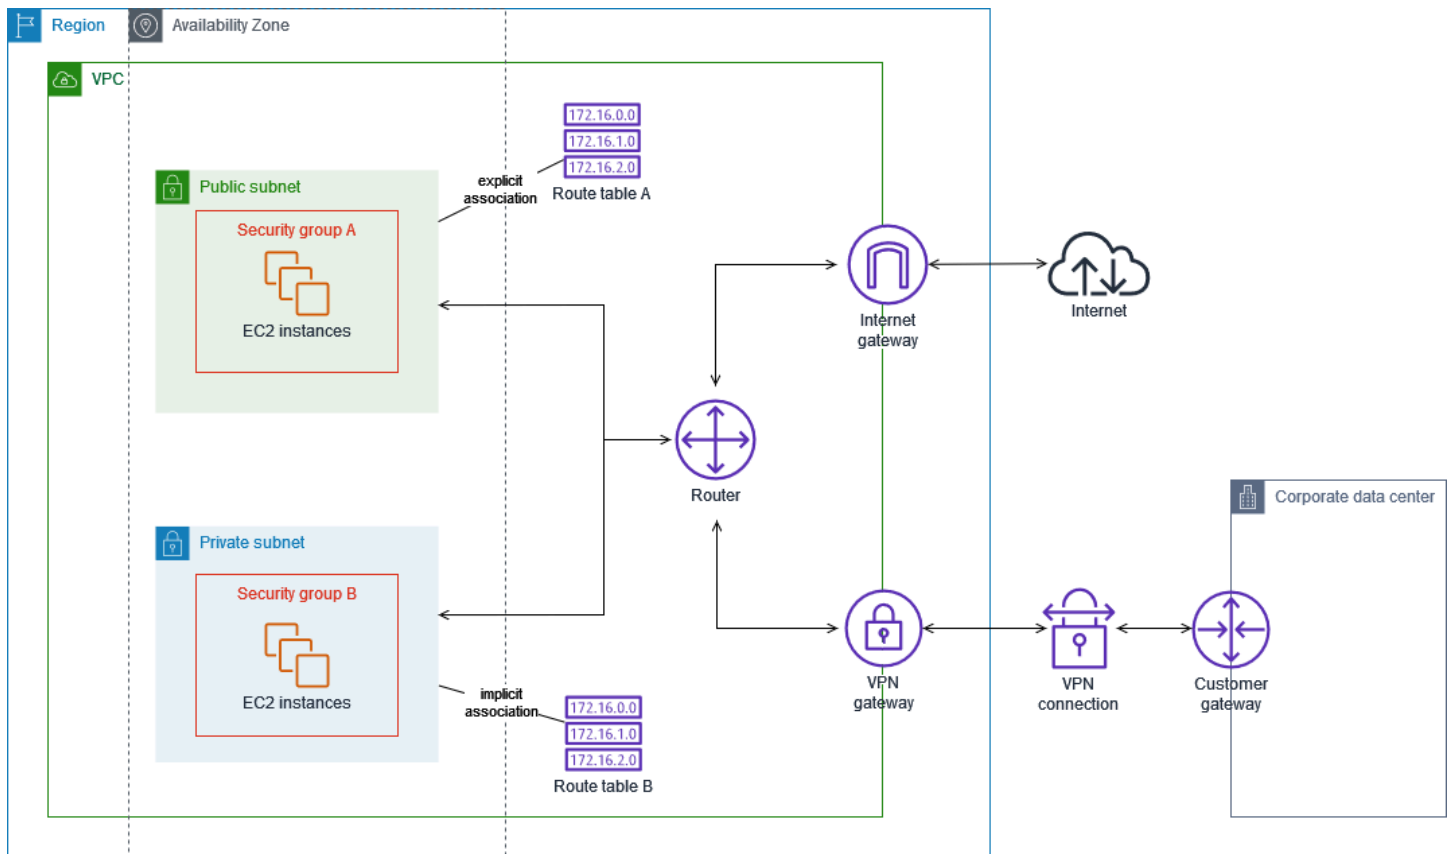 Region
Availability Zone
VPC
172.16.0.0
172.16.1.0
172.16.2.0
Route table A
explicit
association
Public subnet
Security group A
EC2 instances
Internet
gateway
Internet
Router
Corporate data center
Private subnet
Security group B
EC2 instances
implicit
association
172.16.0.0
172.16.1.0
172.16.2.0
Route table B
VPN
gateway
VPN
connection
Customer
gateway